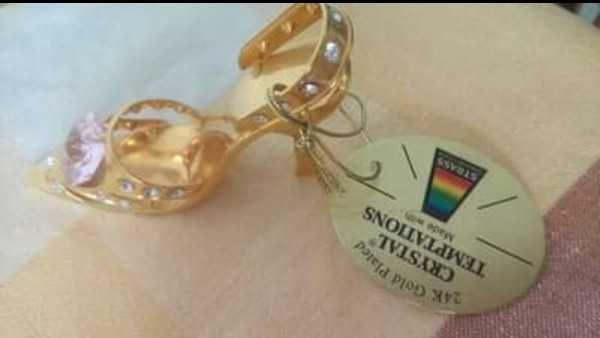 24K Gold Plated
CRYSTAL®
TEMPTATIONS
Made with
STRASS